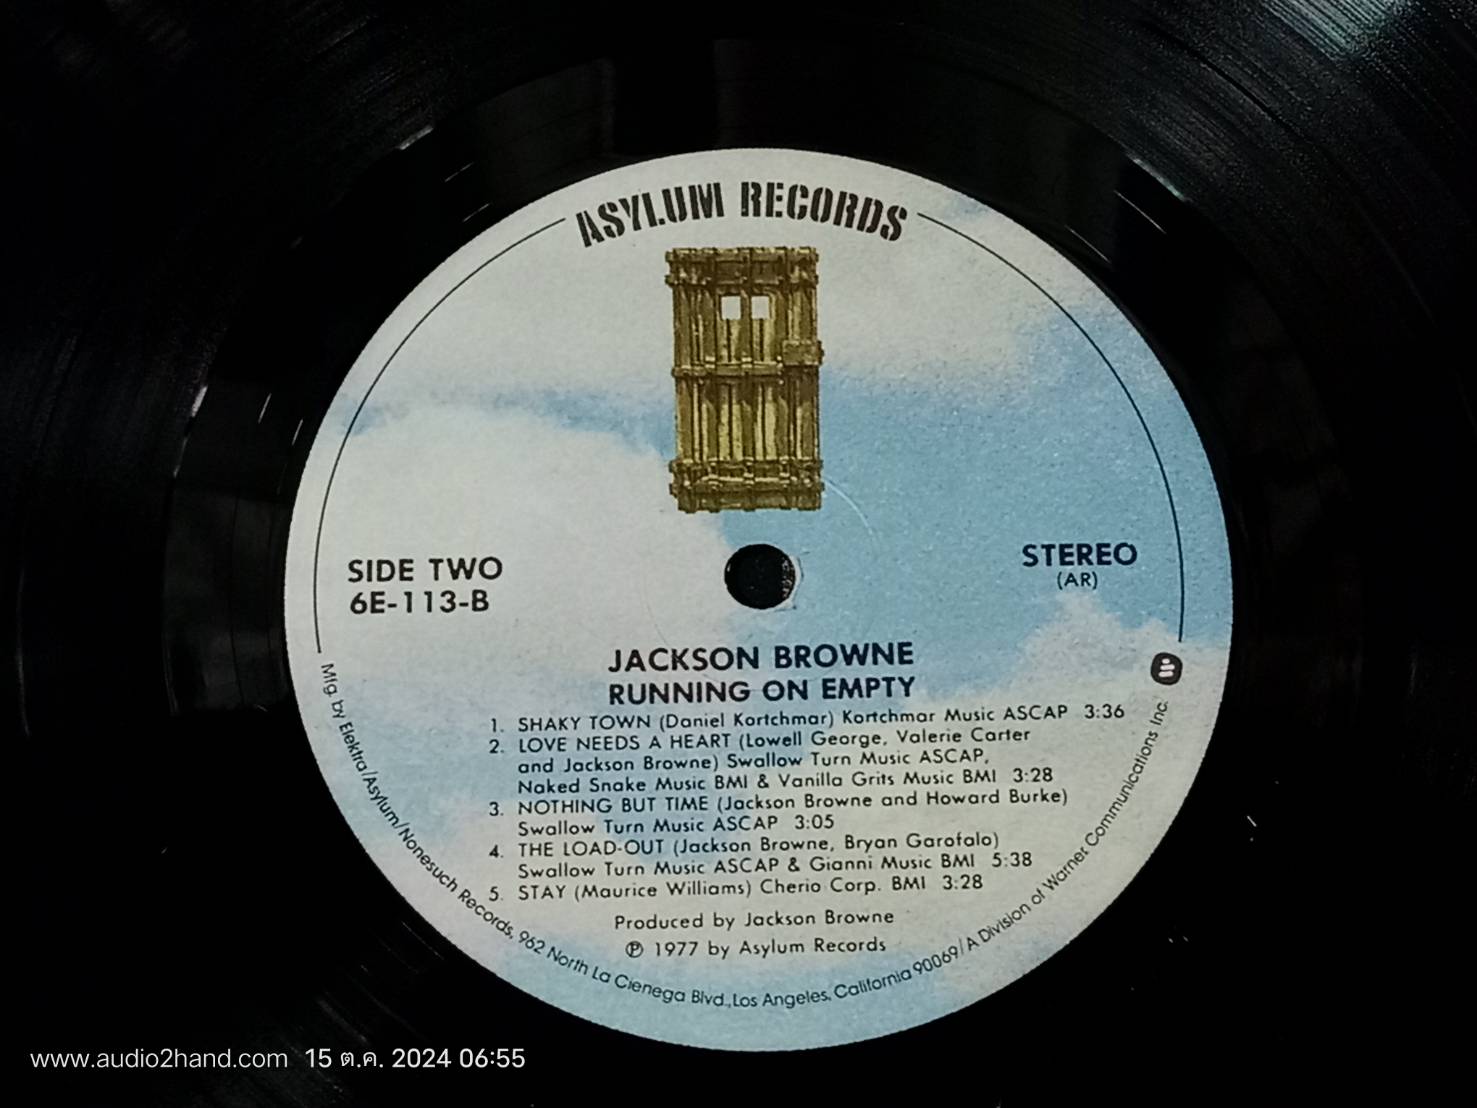 ASYLUM RECORDS
SIDE TWO
6E-113-B
STEREO
(AR)
JACKSON BROWNE
RUNNING ON EMPTY
1. SHAKY TOWN (Daniel Kortchmar) Kortchmar Music ASCAP 3:36
2. LOVE NEEDS A HEART (Lowell George, Valerie Carter
and Jackson Browne) Swallow Turn Music ASCAP,
Naked Snake Music BMI & Vanilla Grits Music BMI 3:28
3. NOTHING BUT TIME (Jackson Browne and Howard Burke)
Swallow Turn Music ASCAP 3:05
4. THE LOAD-OUT (Jackson Browne, Bryan Garofalo)
Swallow Turn Music ASCAP & Gianni Music BMI 5:38
5. STAY (Maurice Williams) Cherio Corp. BMI 3:28
Produced by Jackson Browne
℗ 1977 by Asylum Records
Mfg. by Elektra/Asylum/Nonesuch Records, 962 North La Cienega Blvd., Los Angeles, California 90069/A Division of Warner Communications Inc.
www.audio2hand.com 15 ต.ค. 2024 06:55